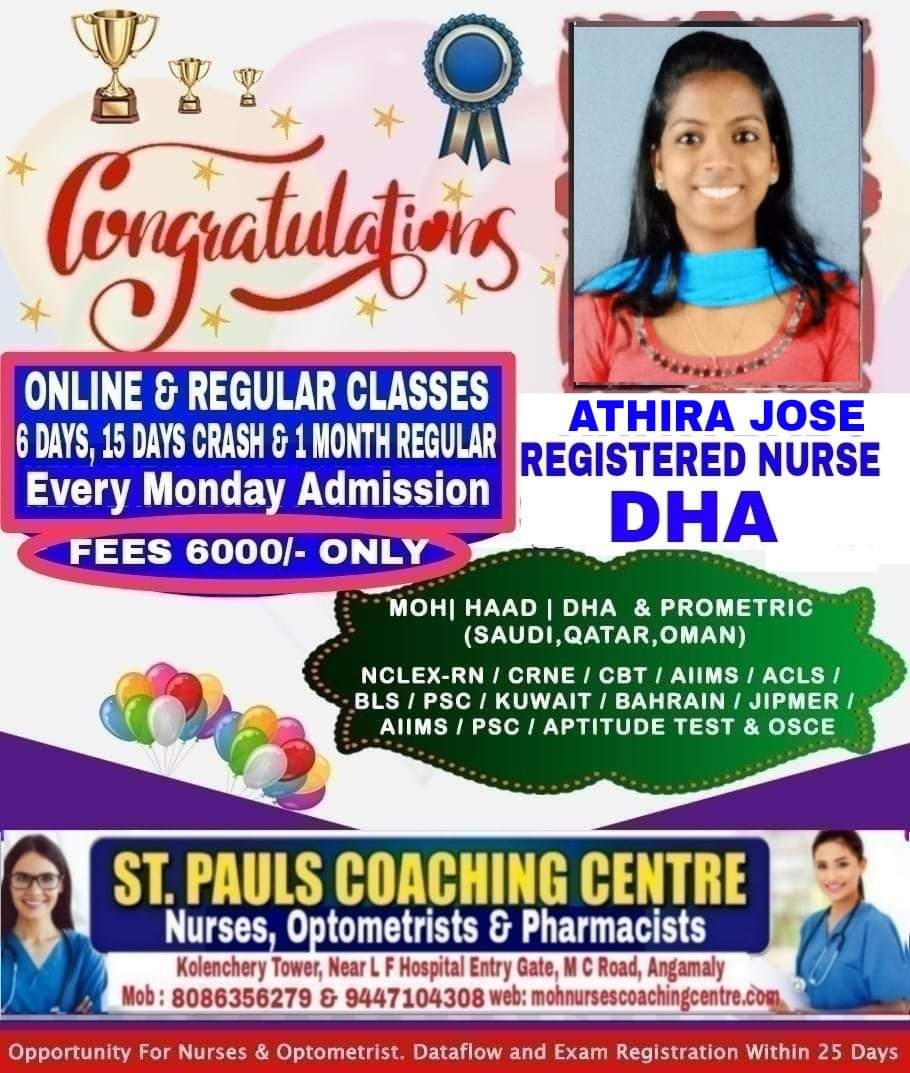 Congratulations
ONLINE & REGULAR CLASSES
6 DAYS, 15 DAYS CRASH & 1 MONTH REGULAR
Every Monday Admission
FEES 6000/- ONLY
ATHIRA JOSE
REGISTERED NURSE
DHA
MOH| HAAD | DHA & PROMETRIC
(SAUDI,QATAR,OMAN)
NCLEX-RN / CRNE / CBT / AIIMS / ACLS /
BLS / PSC / KUWAIT / BAHRAIN / JIPMER /
AIIMS / PSC / APTITUDE TEST & OSCE
ST. PAULS COACHING CENTRE
Nurses, Optometrists & Pharmacists
Kolenchery Tower, Near L F Hospital Entry Gate, M C Road, Angamaly
Mob : 8086356279 & 9447104308 web: mohnursescoachingcentre.com
Opportunity For Nurses & Optometrist. Dataflow and Exam Registration Within 25 Days